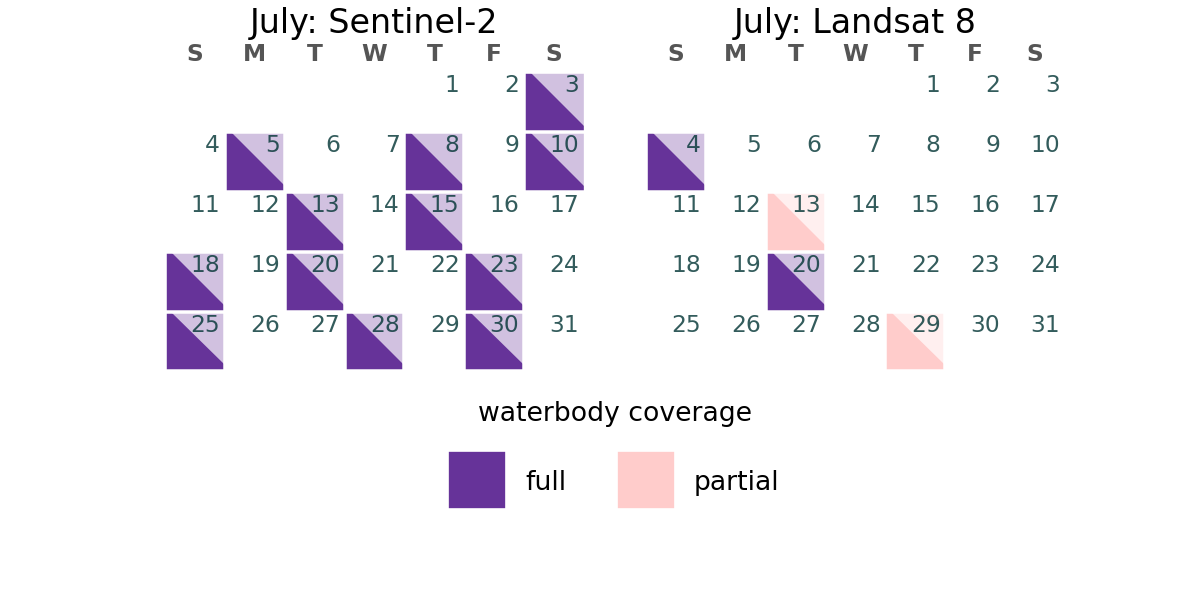 July: Sentinel-2
S M T W T F S
1 2 3
4 5 6 7 8 9 10
11 12 13 14 15 16 17
18 19 20 21 22 23 24
25 26 27 28 29 30 31
July: Landsat 8
S M T W T F S
1 2 3
4 5 6 7 8 9 10
11 12 13 14 15 16 17
18 19 20 21 22 23 24
25 26 27 28 29 30 31
waterbody coverage
full partial